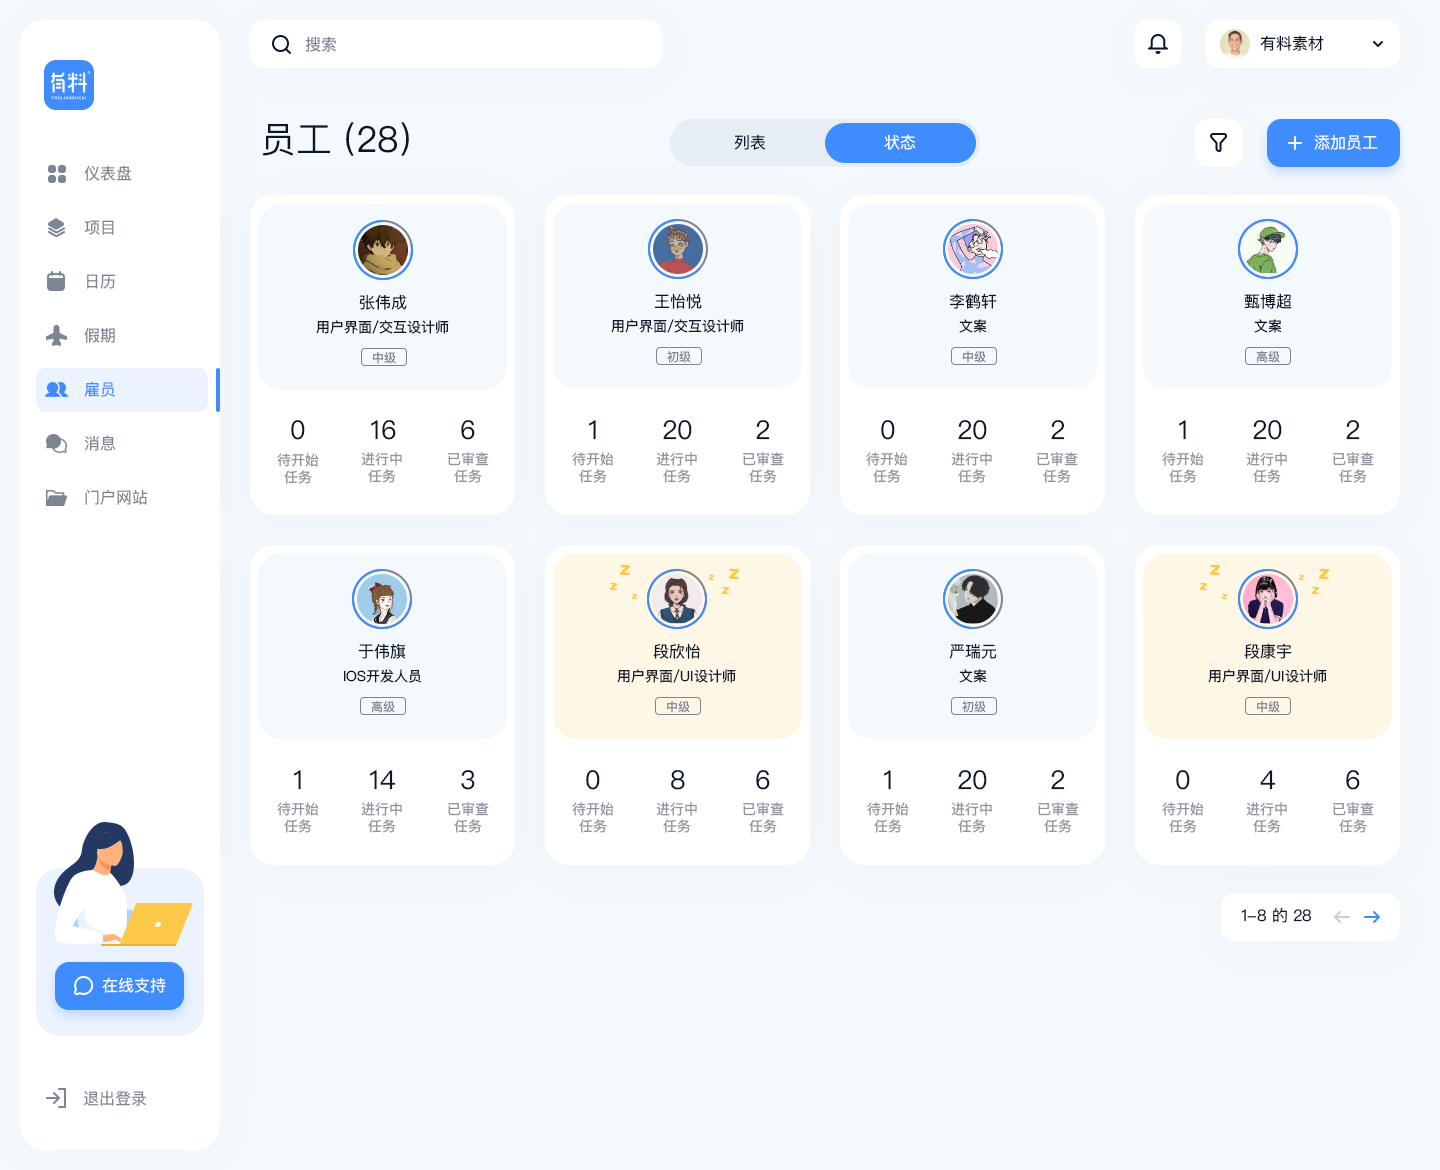 有料
YOULIAOSUCAI
搜索
有料素材
仪表盘
项目
日历
假期
雇员
消息
门户网站
在线支持
退出登录
员工 (28)
列表
状态
添加员工
张伟成
用户界面/交互设计师
中级
0
待开始
任务
16
进行中
任务
6
已审查
任务
王怡悦
用户界面/交互设计师
初级
1
待开始
任务
20
进行中
任务
2
已审查
任务
李鹤轩
文案
中级
0
待开始
任务
20
进行中
任务
2
已审查
任务
甄博超
文案
高级
1
待开始
任务
20
进行中
任务
2
已审查
任务
于伟旗
IOS开发人员
高级
1
待开始
任务
14
进行中
任务
3
已审查
任务
z z z z z z
段欣怡
用户界面/UI设计师
中级
0
待开始
任务
8
进行中
任务
6
已审查
任务
严瑞元
文案
初级
1
待开始
任务
20
进行中
任务
2
已审查
任务
z z z z z z
段康宇
用户界面/UI设计师
中级
0
待开始
任务
4
进行中
任务
6
已审查
任务
1-8 的 28